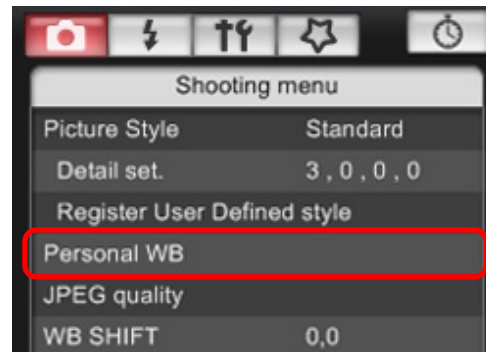 Shooting menu
Picture Style Standard
Detail set. 3 , 0 , 0 , 0
Register User Defined style
Personal WB
JPEG quality
WB SHIFT 0,0